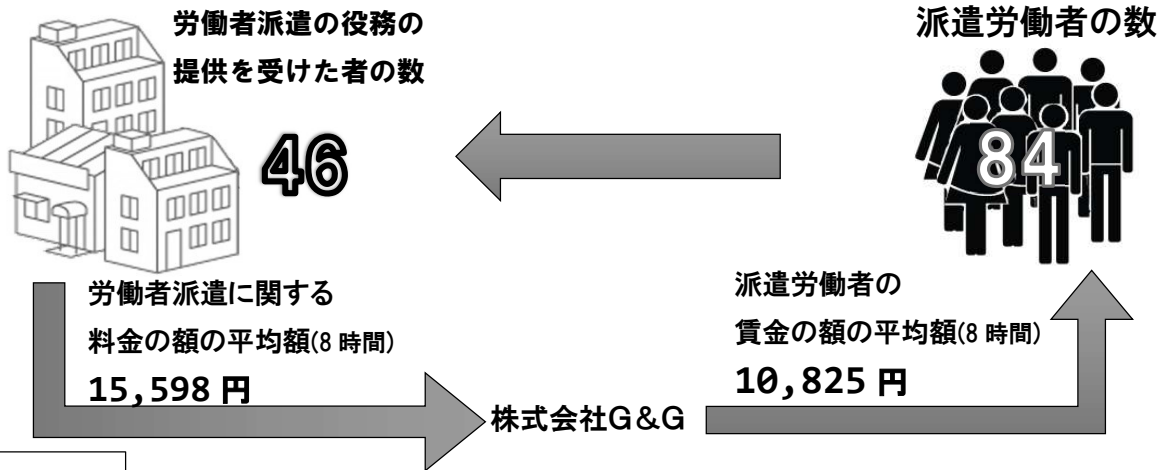 労働者派遣の役務の
提供を受けた者の数
46
派遣労働者の数
84
労働者派遣に関する
料金の額の平均額(8 時間)
15,598 円
派遣労働者の
賃金の額の平均額(8 時間)
10,825 円
株式会社G&G